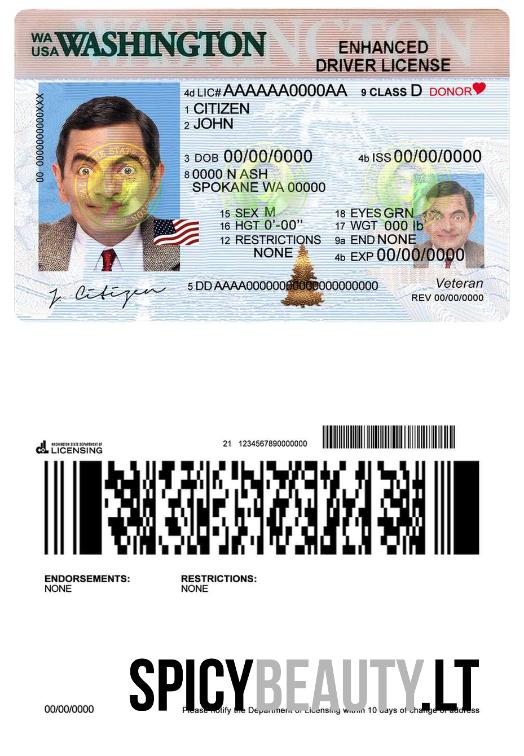 WASHINGTON
WA
USA WASHINGTON
ENHANCED
DRIVER LICENSE
4d LIC# AAAAAA0000AA 9 CLASS D DONOR
1 CITIZEN
2 JOHN
00 0000000000XXX
3 DOB 00/00/0000 4b ISS 00/00/0000
8 0000 N ASH
SPOKANE WA 00000
15 SEX M 18 EYES GRN
16 HGT 0'-00" 17 WGT 000 lb
12 RESTRICTIONS 9a END NONE
NONE 4b EXP 00/00/0000
J. Citizen
5 DD AAAA00000000000000000000000
Veteran
REV 00/00/0000
WASHINGTON STATE DEPARTMENT OF
LICENSING
21 1234567890000000
ENDORSEMENTS: RESTRICTIONS:
NONE NONE
SPICYBEAUTY.LT
00/00/0000 Please notify the Department of Licensing within 10 days of change of address